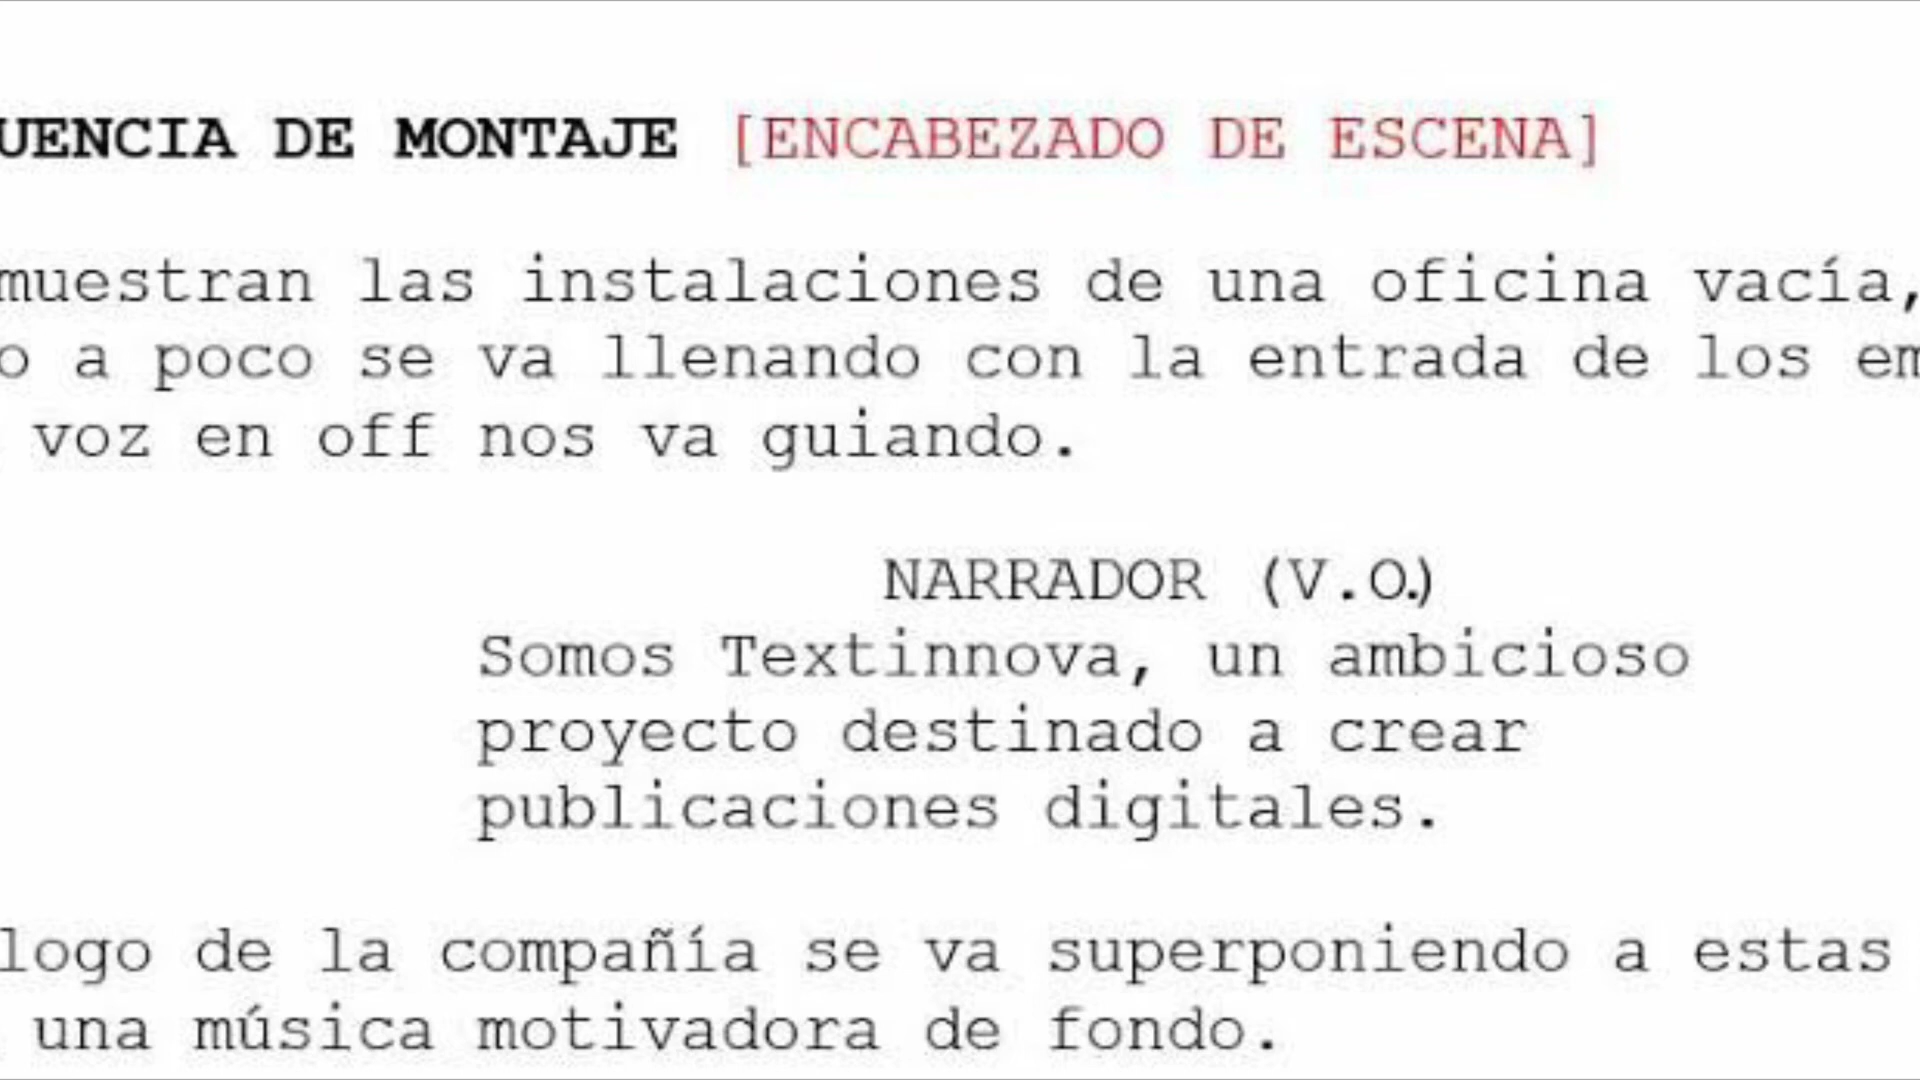 UENCIA DE MONTAJE [ENCABEZADO DE ESCENA]
muestran las instalaciones de una oficina vacía,
o a poco se va llenando con la entrada de los em
voz en off nos va guiando.
NARRADOR (V.O.)
Somos Textinnova, un ambicioso
proyecto destinado a crear
publicaciones digitales.
logo de la compañía se va superponiendo a estas
una música motivadora de fondo.